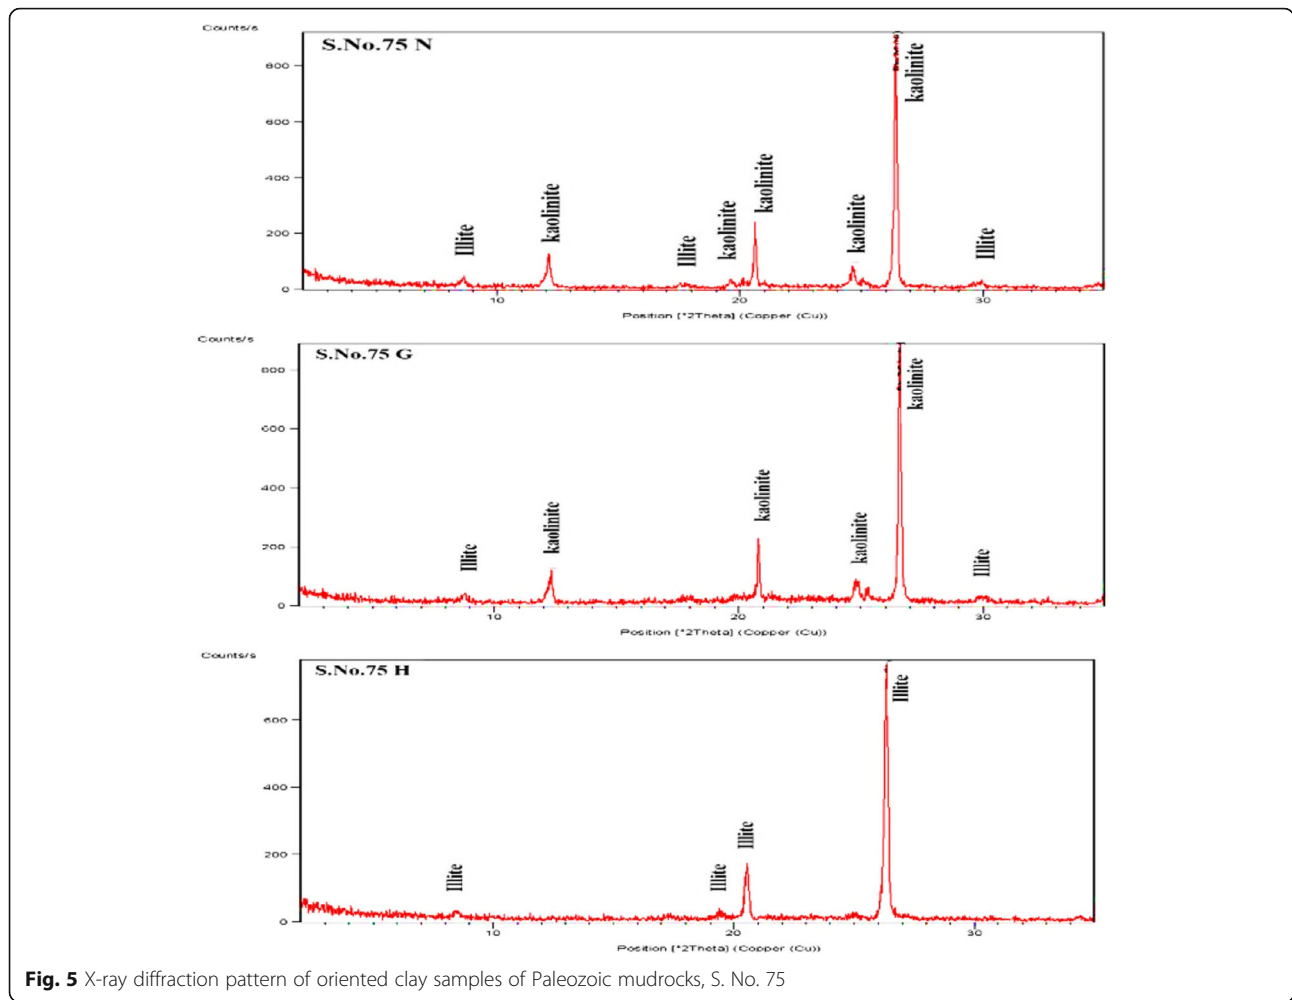 Counts/s
S.No.75 N
800
600
400
200
0
Illite
kaolinite
Illite
kaolinite
kaolinite
kaolinite
kaolinite
Illite
10
20
30
Position [°2Theta] (Copper (Cu))
Counts/s
S.No.75 G
800
600
400
200
0
Illite
kaolinite
kaolinite
kaolinite
kaolinite
Illite
10
20
30
Position [°2Theta] (Copper (Cu))
Counts/s
S.No.75 H
600
400
200
0
Illite
Illite
Illite
Illite
10
20
30
Position [°2Theta] (Copper (Cu))
Fig. 5 X-ray diffraction pattern of oriented clay samples of Paleozoic mudrocks, S. No. 75